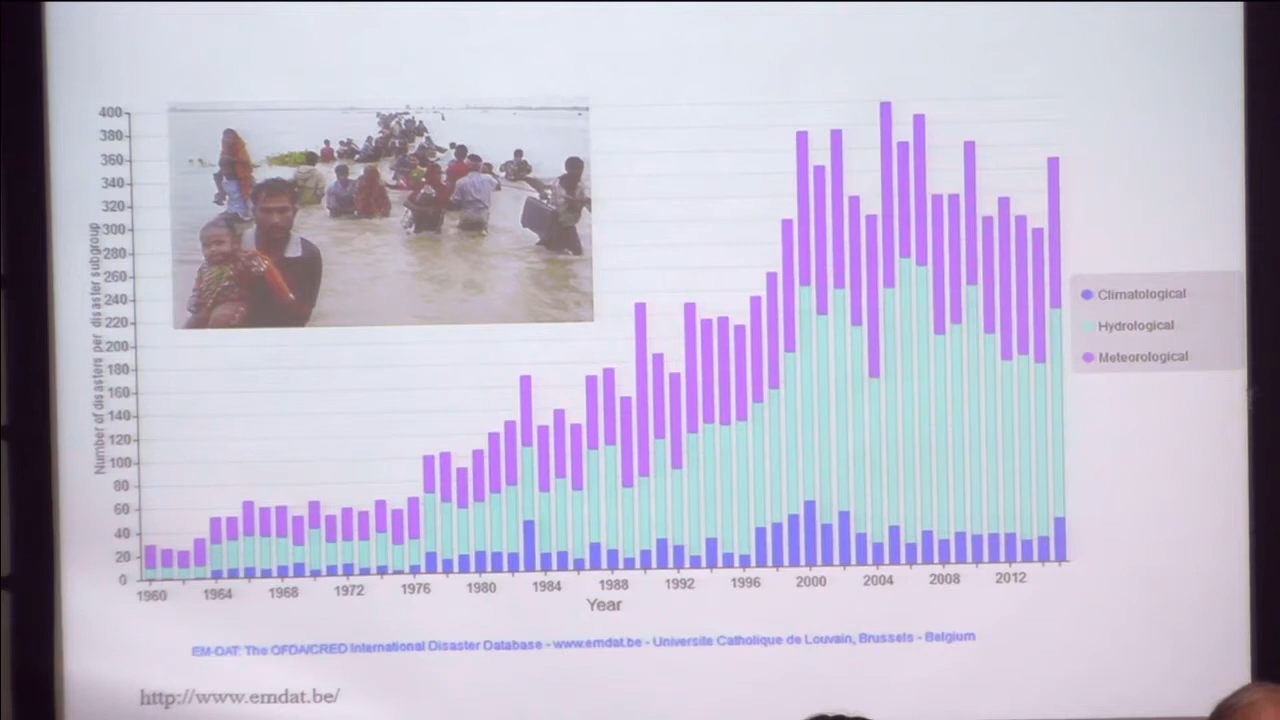 400
380
360
340
320
300
280
260
240
220
200
180
160
140
120
100
80
60
40
20
0
Number of disasters per disaster subgroup
1960 1964 1968 1972 1976 1980 1984 1988 1992 1996 2000 2004 2008 2012
Year
Climatological
Hydrological
Meteorological
EM-DAT: The OFDA/CRED International Disaster Database - www.emdat.be - Universite Catholique de Louvain, Brussels - Belgium
http://www.emdat.be/